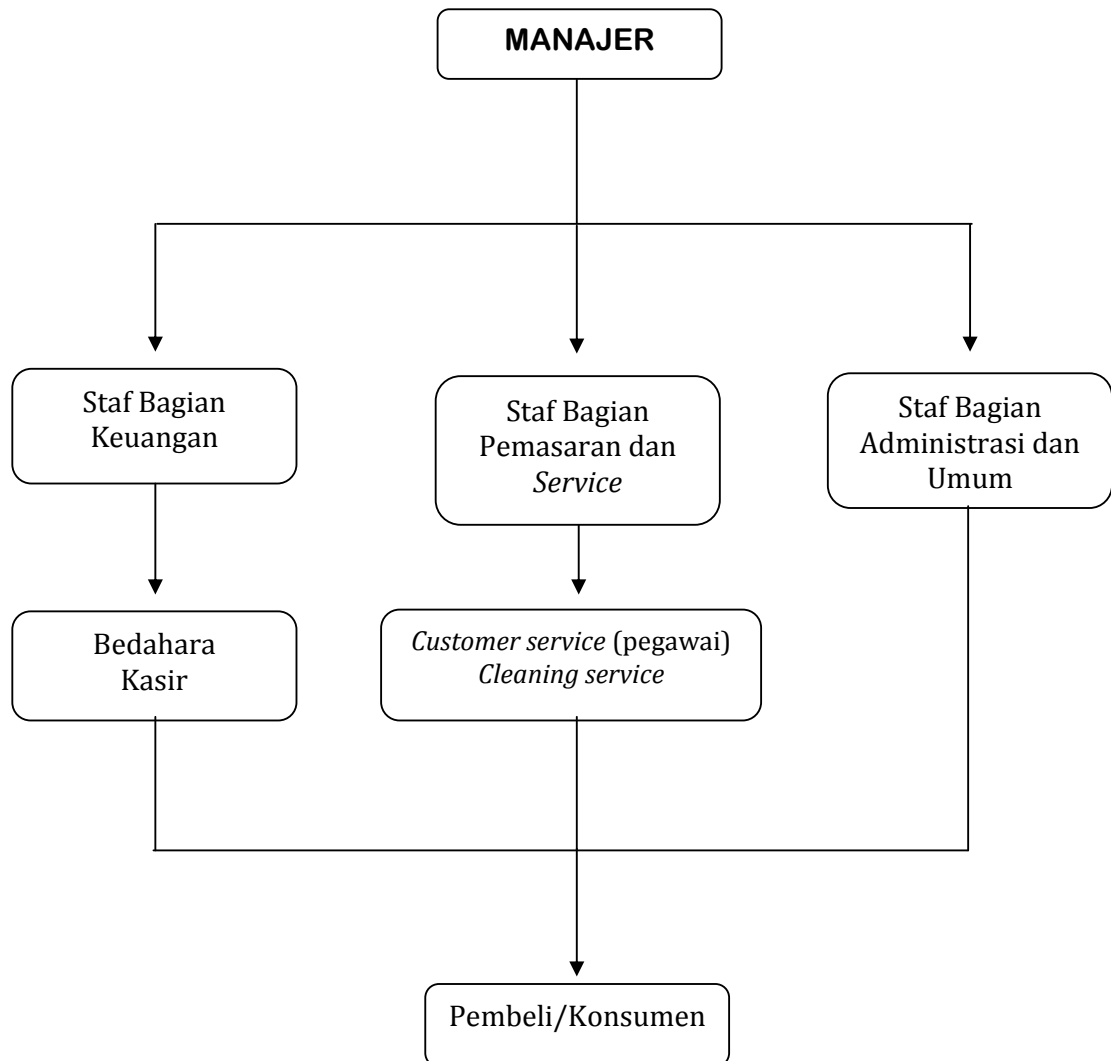 MANAJER
Staf Bagian
Keuangan
Staf Bagian
Pemasaran dan
Service
Staf Bagian
Administrasi dan
Umum
Bedahara
Kasir
Customer service (pegawai)
Cleaning service
Pembeli/Konsumen